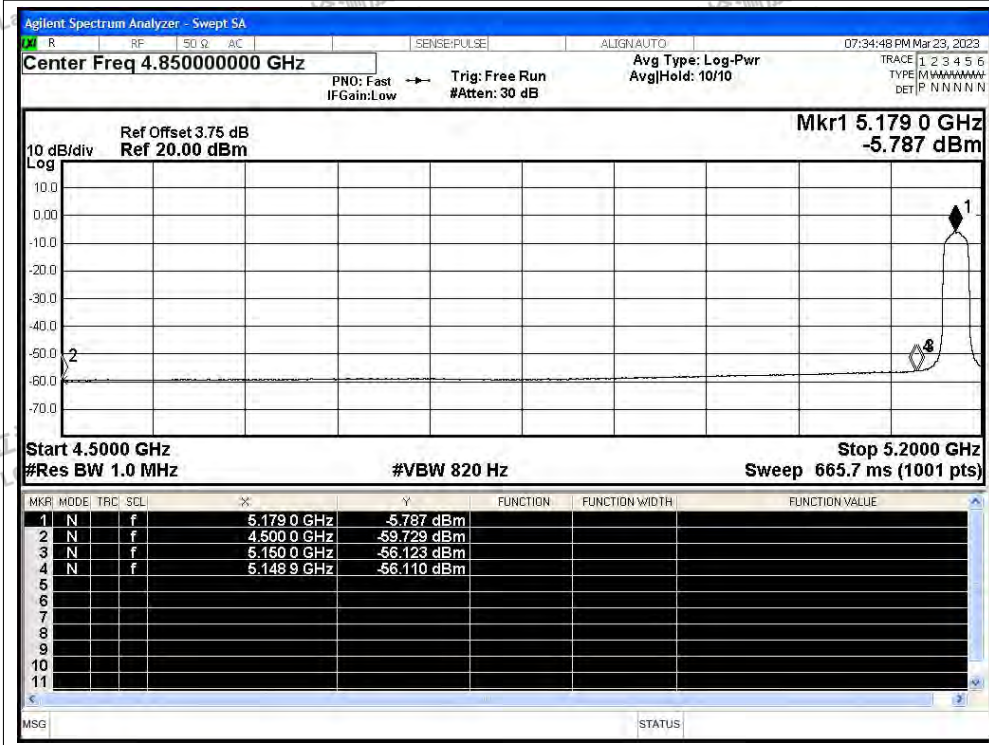 Agilent Spectrum Analyzer - Swept SA
LXI R RF 50 Ω AC SENSE:PULSE ALIGN AUTO 07:34:48 PM Mar 23, 2023
Center Freq 4.850000000 GHz
PNO: Fast
IFGain:Low
Trig: Free Run
#Atten: 30 dB
Avg Type: Log-Pwr
Avg|Hold: 10/10
TRACE 1 2 3 4 5 6
TYPE M W W W W W
DET P N N N N N
Mkr1 5.179 0 GHz
-5.787 dBm
Ref Offset 3.75 dB
10 dB/div Ref 20.00 dBm
Log
10.0
0.00
-10.0
-20.0
-30.0
-40.0
-50.0
-60.0
-70.0
1
2
4
Start 4.5000 GHz Stop 5.2000 GHz
#Res BW 1.0 MHz #VBW 820 Hz Sweep 665.7 ms (1001 pts)
MKR MODE TRC SCL X Y FUNCTION FUNCTION WIDTH FUNCTION VALUE
1 N f 5.179 0 GHz -5.787 dBm
2 N f 4.500 0 GHz -59.729 dBm
3 N f 5.150 0 GHz -56.123 dBm
4 N f 5.148 9 GHz -56.110 dBm
5
6
7
8
9
10
11
MSG STATUS